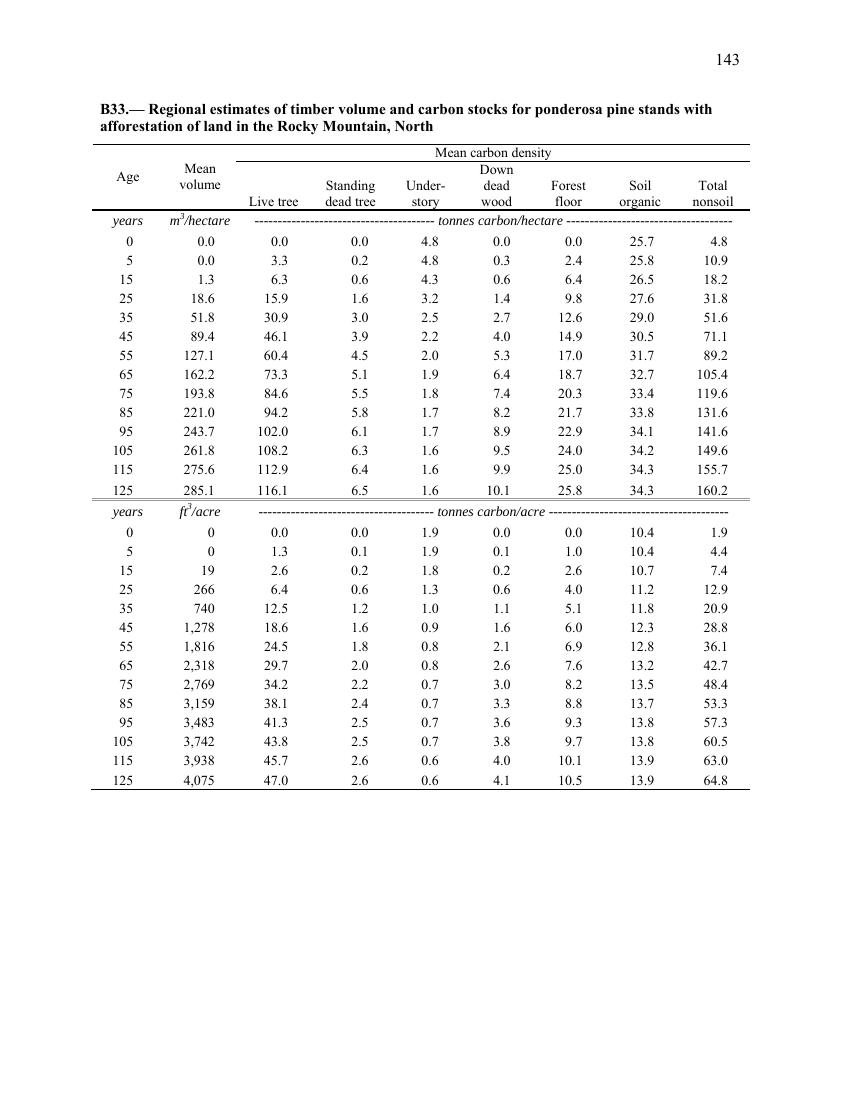 143
B33.— Regional estimates of timber volume and carbon stocks for ponderosa pine stands with
afforestation of land in the Rocky Mountain, North
Mean carbon density
Age Mean volume Live tree Standing dead tree Under-story Down dead wood Forest floor Soil organic Total nonsoil
years m3/hectare ------------------------------------- tonnes carbon/hectare -----------------------------------
0 0.0 0.0 0.0 4.8 0.0 0.0 25.7 4.8
5 0.0 3.3 0.2 4.8 0.3 2.4 25.8 10.9
15 1.3 6.3 0.6 4.3 0.6 6.4 26.5 18.2
25 18.6 15.9 1.6 3.2 1.4 9.8 27.6 31.8
35 51.8 30.9 3.0 2.5 2.7 12.6 29.0 51.6
45 89.4 46.1 3.9 2.2 4.0 14.9 30.5 71.1
55 127.1 60.4 4.5 2.0 5.3 17.0 31.7 89.2
65 162.2 73.3 5.1 1.9 6.4 18.7 32.7 105.4
75 193.8 84.6 5.5 1.8 7.4 20.3 33.4 119.6
85 221.0 94.2 5.8 1.7 8.2 21.7 33.8 131.6
95 243.7 102.0 6.1 1.7 8.9 22.9 34.1 141.6
105 261.8 108.2 6.3 1.6 9.5 24.0 34.2 149.6
115 275.6 112.9 6.4 1.6 9.9 25.0 34.3 155.7
125 285.1 116.1 6.5 1.6 10.1 25.8 34.3 160.2
years ft3/acre ------------------------------------- tonnes carbon/acre --------------------------------------
0 0 0.0 0.0 1.9 0.0 0.0 10.4 1.9
5 0 1.3 0.1 1.9 0.1 1.0 10.4 4.4
15 19 2.6 0.2 1.8 0.2 2.6 10.7 7.4
25 266 6.4 0.6 1.3 0.6 4.0 11.2 12.9
35 740 12.5 1.2 1.0 1.1 5.1 11.8 20.9
45 1,278 18.6 1.6 0.9 1.6 6.0 12.3 28.8
55 1,816 24.5 1.8 0.8 2.1 6.9 12.8 36.1
65 2,318 29.7 2.0 0.8 2.6 7.6 13.2 42.7
75 2,769 34.2 2.2 0.7 3.0 8.2 13.5 48.4
85 3,159 38.1 2.4 0.7 3.3 8.8 13.7 53.3
95 3,483 41.3 2.5 0.7 3.6 9.3 13.8 57.3
105 3,742 43.8 2.5 0.7 3.8 9.7 13.8 60.5
115 3,938 45.7 2.6 0.6 4.0 10.1 13.9 63.0
125 4,075 47.0 2.6 0.6 4.1 10.5 13.9 64.8